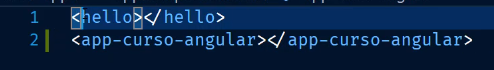 1 <hello></hello>
2 <app-curso-angular></app-curso-angular>